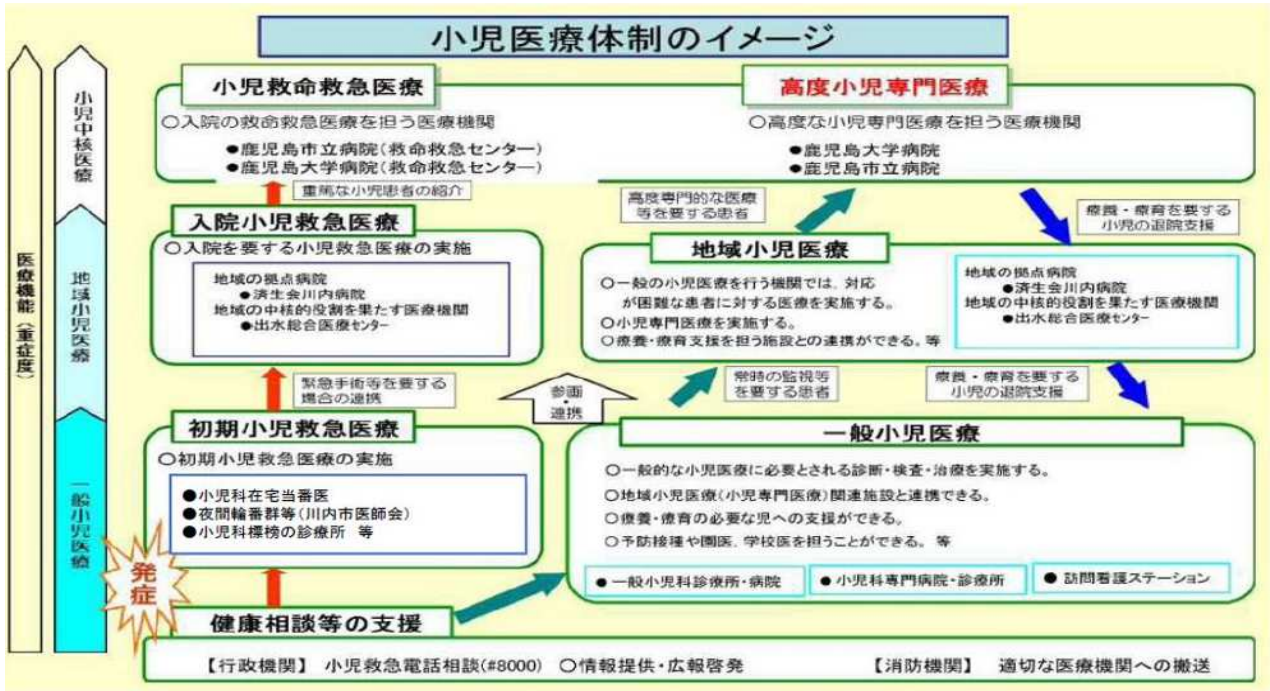 小児医療体制のイメージ
医療機能(重症度)
小児中核医療
地域小児医療
一般小児医療
小児救命救急医療
○入院の救命救急医療を担う医療機関
●鹿児島市立病院(救命救急センター)
●鹿児島大学病院(救命救急センター)
高度小児専門医療
○高度な小児専門医療を担う医療機関
●鹿児島大学病院
●鹿児島市立病院
重篤な小児患者の紹介
高度専門的な医療
等を要する患者
療養・療育を要する
小児の退院支援
入院小児救急医療
○入院を要する小児救急医療の実施
地域の拠点病院
●済生会川内病院
地域の中核的役割を果たす医療機関
●出水総合医療センター
地域小児医療
○一般の小児医療を行う機関では、対応
が困難な患者に対する医療を実施する。
○小児専門医療を実施する。
○療養・療育支援を担う施設との連携ができる。等
地域の拠点病院
●済生会川内病院
地域の中核的役割を果たす医療機関
●出水総合医療センター
緊急手術等を要する
場合の連携
参画・連携
常時の監視等
を要する患者
療養・療育を要する
小児の退院支援
初期小児救急医療
○初期小児救急医療の実施
●小児科在宅当番医
●夜間輪番群等(川内市医師会)
●小児科標榜の診療所 等
一般小児医療
○一般的な小児医療に必要とされる診断・検査・治療を実施する。
○地域小児医療(小児専門医療)関連施設と連携できる。
○療養・療育の必要な児への支援ができる。
○予防接種や園医、学校医を担うことができる。 等
●一般小児科診療所・病院
●小児科専門病院・診療所
●訪問看護ステーション
発症
健康相談等の支援
【行政機関】 小児救急電話相談(#8000) ○情報提供・広報啓発 【消防機関】 適切な医療機関への搬送